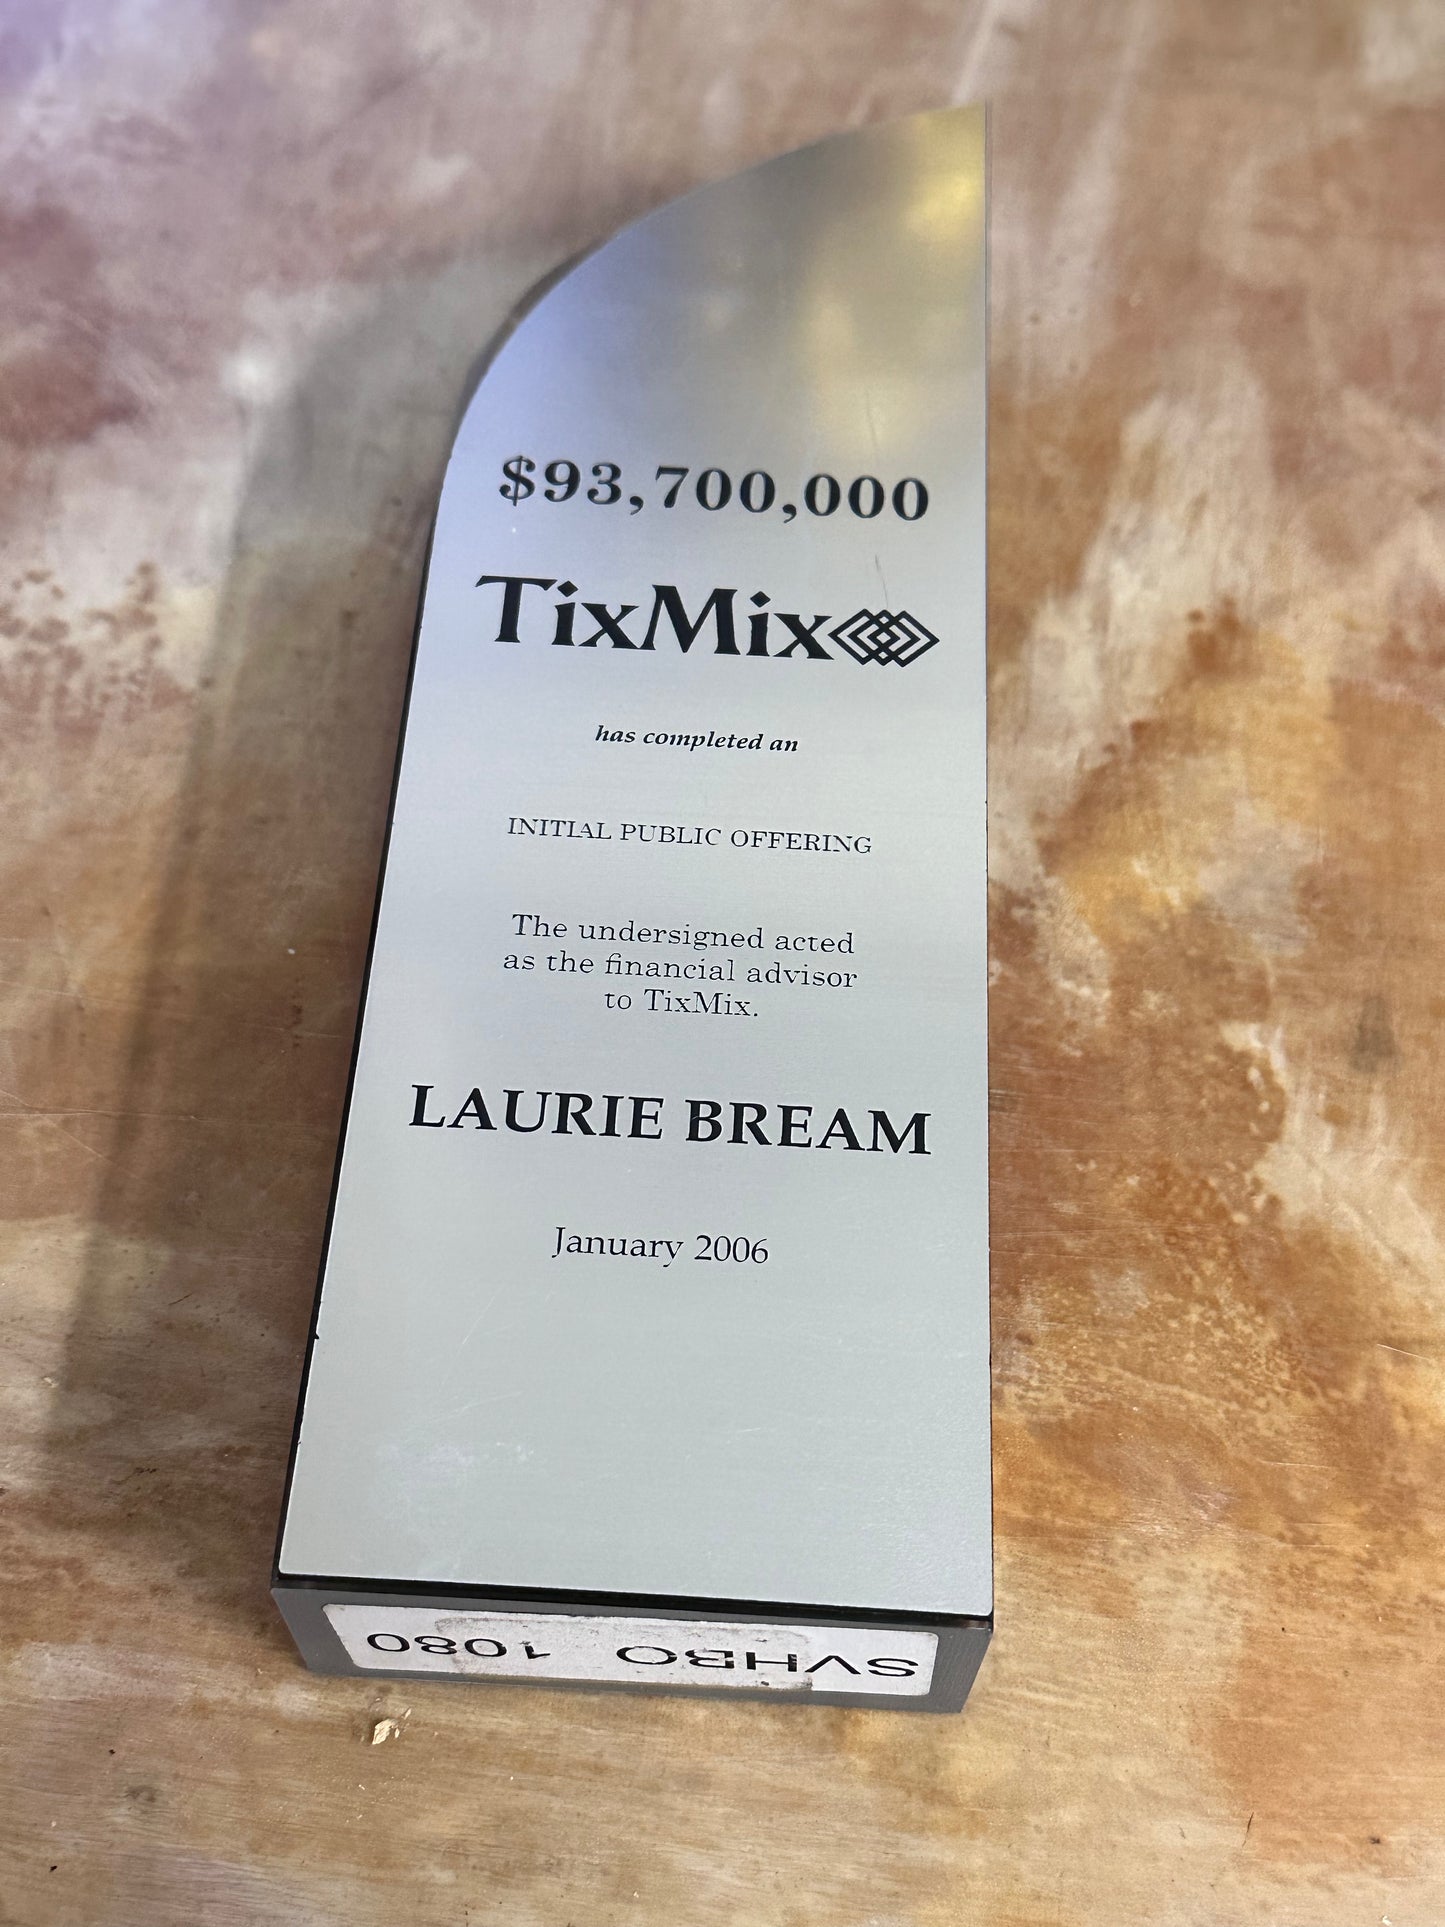 $93,700,000
TixMix
has completed an
INITIAL PUBLIC OFFERING
The undersigned acted
as the financial advisor
to TixMix.
LAURIE BREAM
January 2006
SVHBO 1080